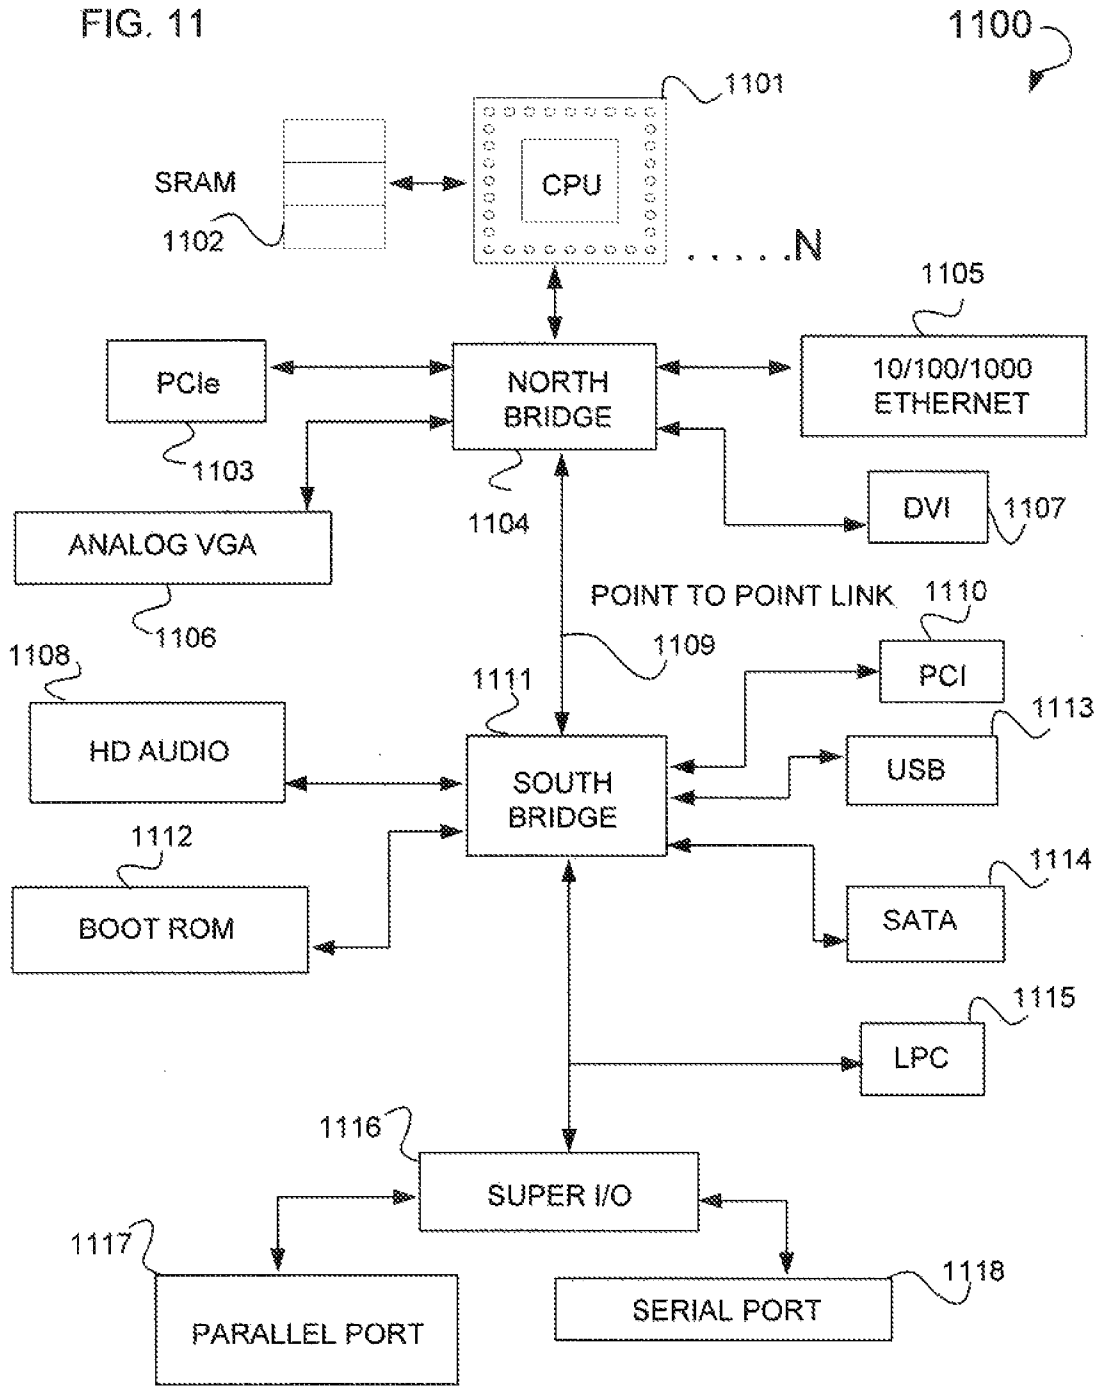 FIG. 11
1100
1101
SRAM
CPU
1102
. . . . . N
1105
PCIe
NORTH
BRIDGE
10/100/1000
ETHERNET
1103
1104
DVI
1107
ANALOG VGA
1106
POINT TO POINT LINK
1110
1109
1108
1111
PCI
1113
HD AUDIO
SOUTH
BRIDGE
USB
1112
1114
BOOT ROM
SATA
1115
LPC
1116
SUPER I/O
1117
1118
PARALLEL PORT
SERIAL PORT